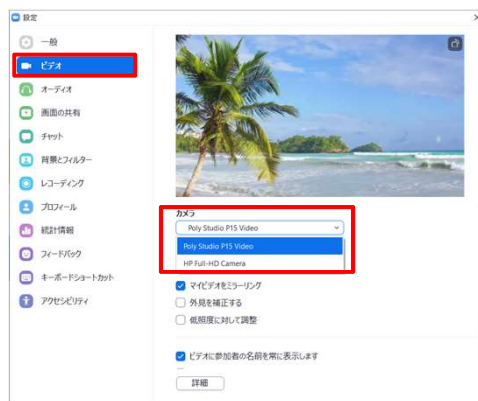 設定
一般
ビデオ
オーディオ
画面の共有
チャット
背景とフィルター
レコーディング
プロフィール
統計情報
フィードバック
キーボードショートカット
アクセシビリティ
カメラ
Poly Studio P15 Video
Poly Studio P15 Video
HP Full-HD Camera
マイビデオをミラーリング
外見を補正する
低照度に対して調整
ビデオに参加者の名前を常に表示します
詳細